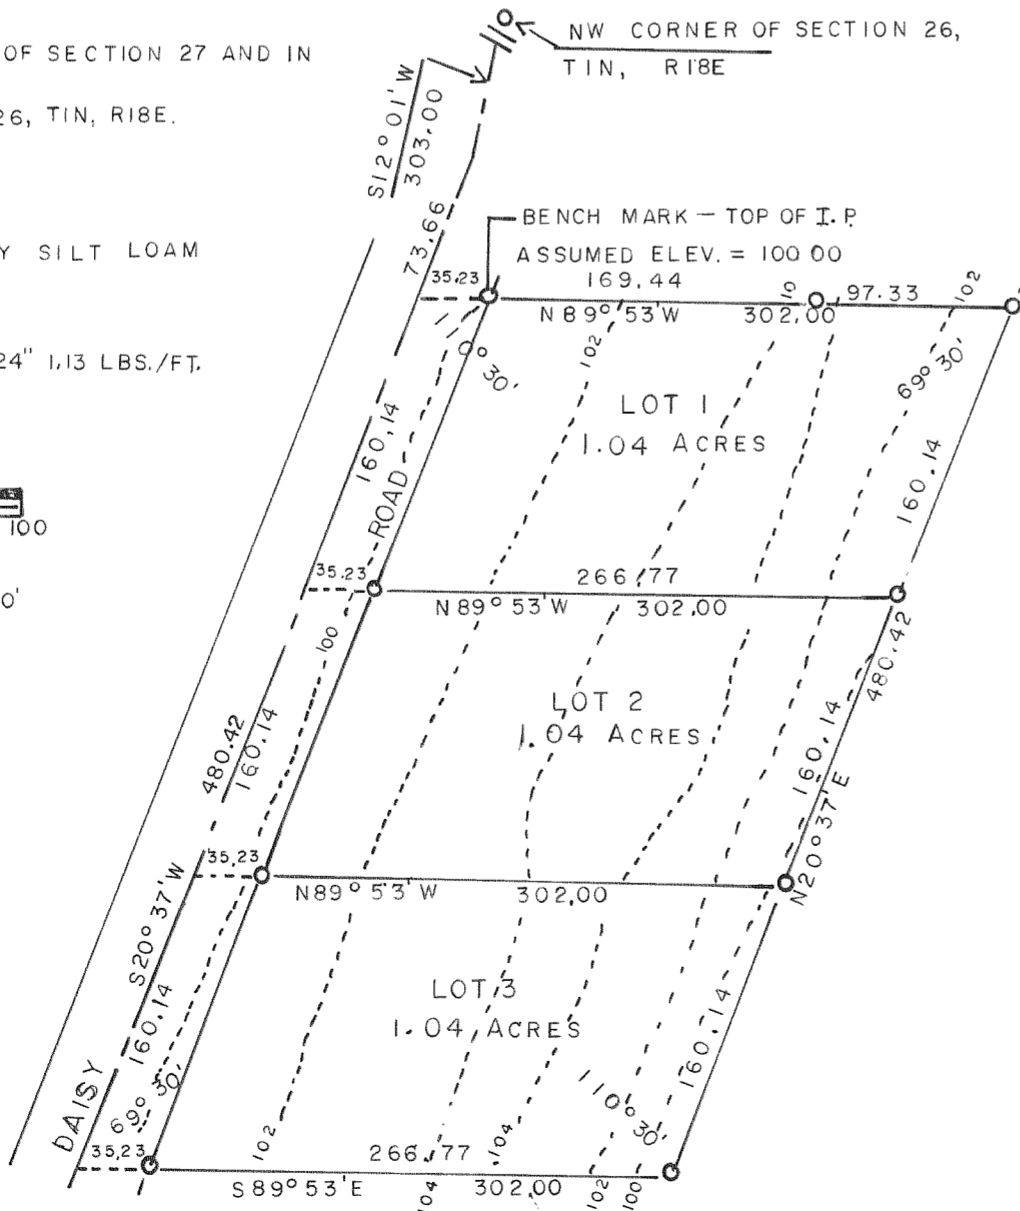 OF SECTION 27 AND IN
26, T1N, R18E.
NW CORNER OF SECTION 26,
T1N, R18E
S12° 01' W
303.00
73.66
Y SILT LOAM
BENCH MARK - TOP OF I.P.
ASSUMED ELEV. = 100.00
35.23
169.44
10
97.33
102
N 89° 53' W
302.00
110° 30'
102
69° 30'
24" 1.13 LBS./FT.
LOT 1
1.04 ACRES
160.14
160.14
ROAD
100
0'
35.23
266.77
N 89° 53' W
302.00
100
480.42
LOT 2
1.04 ACRES
480.42
160.14
160.14
N20° 37' E
35.23
N89° 53' W
302.00
S20° 37' W
160.14
LOT 3
1.04 ACRES
160.14
DAISY
69° 30'
110° 30'
35.23
102
266.77
104
S 89° 53' E
104
302.00
102
100